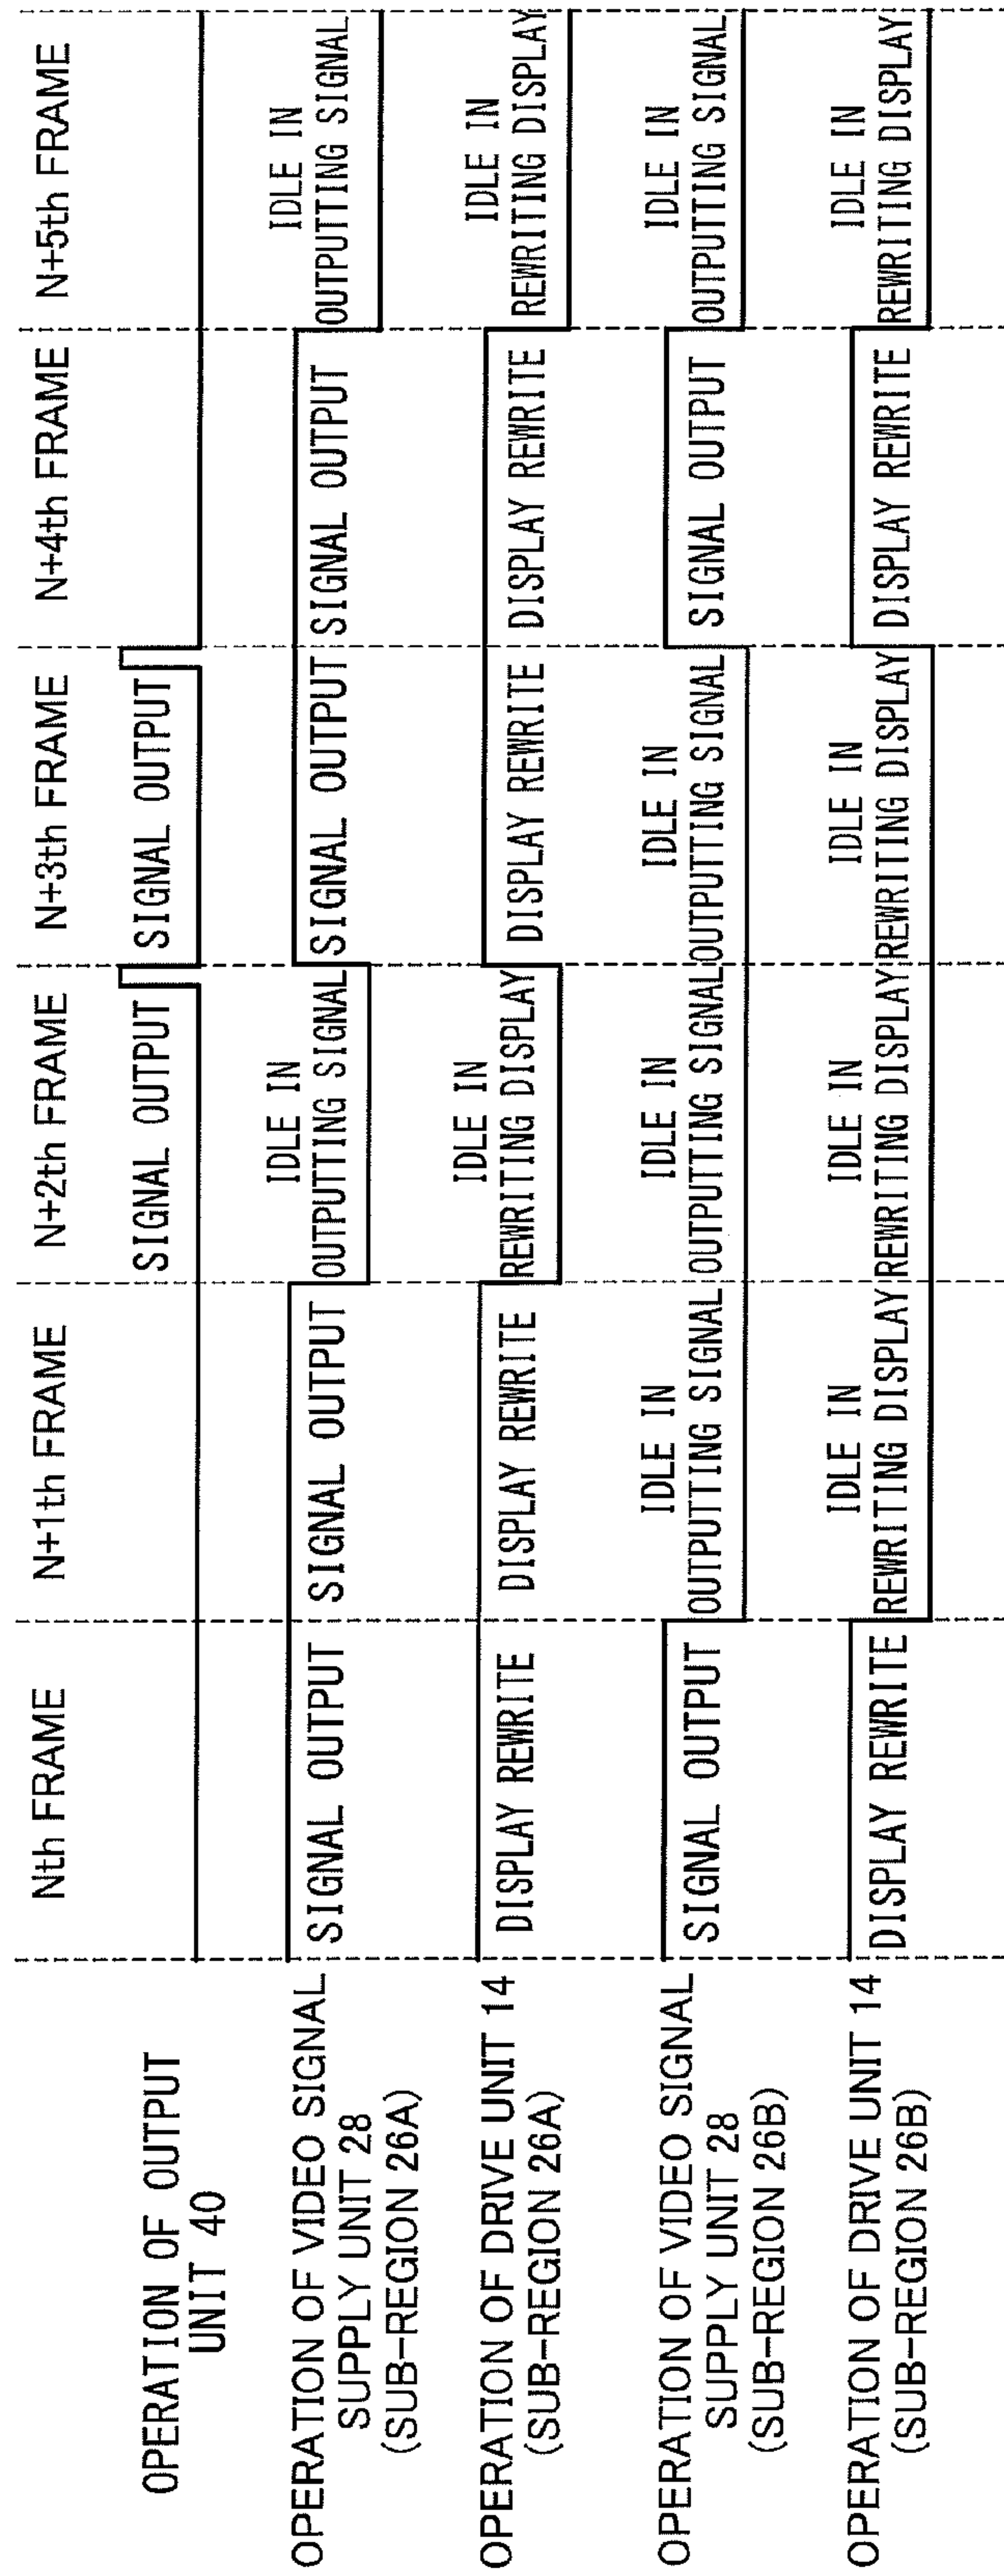 Nth FRAME
N+1th FRAME
N+2th FRAME
N+3th FRAME
N+4th FRAME
N+5th FRAME
OPERATION OF OUTPUT
UNIT 40
SIGNAL OUTPUT
SIGNAL OUTPUT
OPERATION OF VIDEO SIGNAL
SUPPLY UNIT 28
(SUB-REGION 26A)
SIGNAL OUTPUT
SIGNAL OUTPUT
IDLE IN
OUTPUTTING SIGNAL
SIGNAL OUTPUT
SIGNAL OUTPUT
IDLE IN
OUTPUTTING SIGNAL
OPERATION OF DRIVE UNIT 14
(SUB-REGION 26A)
DISPLAY REWRITE
DISPLAY REWRITE
IDLE IN
REWRITING DISPLAY
DISPLAY REWRITE
DISPLAY REWRITE
IDLE IN
REWRITING DISPLAY
OPERATION OF VIDEO SIGNAL
SUPPLY UNIT 28
(SUB-REGION 26B)
SIGNAL OUTPUT
IDLE IN
OUTPUTTING SIGNAL
IDLE IN
OUTPUTTING SIGNAL
IDLE IN
OUTPUTTING SIGNAL
SIGNAL OUTPUT
IDLE IN
OUTPUTTING SIGNAL
OPERATION OF DRIVE UNIT 14
(SUB-REGION 26B)
DISPLAY REWRITE
IDLE IN
REWRITING DISPLAY
IDLE IN
REWRITING DISPLAY
IDLE IN
REWRITING DISPLAY
DISPLAY REWRITE
IDLE IN
REWRITING DISPLAY